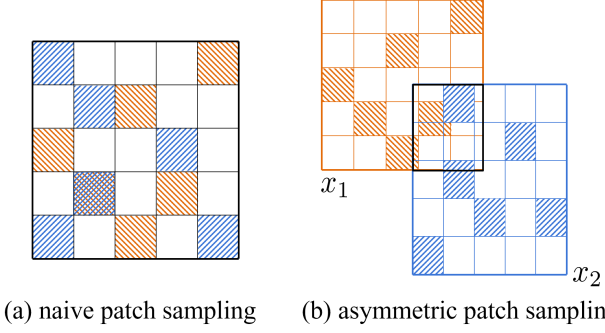 x1
x2
(a) naive patch sampling (b) asymmetric patch samplin